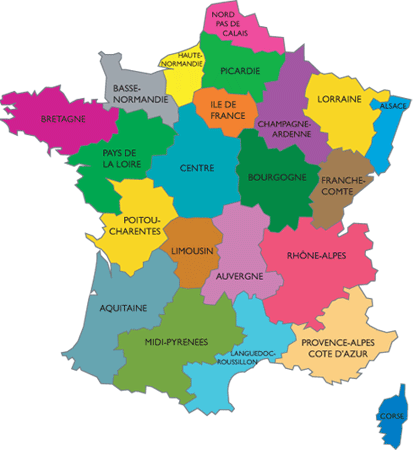 NORD
PAS DE
CALAIS
HAUTE-
NORMANDIE
PICARDIE
BASSE-
NORMANDIE
ILE DE
FRANCE
LORRAINE
ALSACE
CHAMPAGNE-
ARDENNE
BRETAGNE
PAYS DE
LA LOIRE
CENTRE
BOURGOGNE
FRANCHE-
COMTE
POITOU-
CHARENTES
LIMOUSIN
AUVERGNE
RHÔNE-ALPES
AQUITAINE
MIDI-PYRENEES
LANGUEDOC-
ROUSSILLON
PROVENCE-ALPES
COTE D'AZUR
CORSE